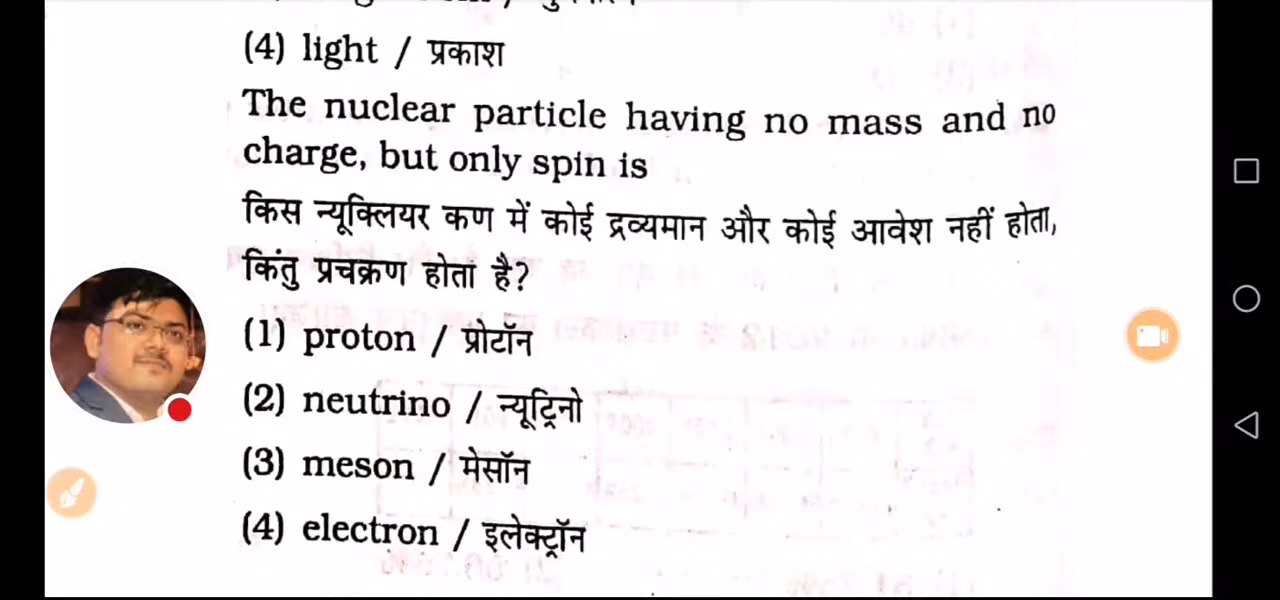 (4) light / प्रकाश
The nuclear particle having no mass and no
charge, but only spin is
किस न्यूक्लियर कण में कोई द्रव्यमान और कोई आवेश नहीं होता,
किंतु प्रचक्रण होता है?
(1) proton / प्रोटॉन
(2) neutrino / न्यूट्रिनो
(3) meson / मेसॉन
(4) electron / इलेक्ट्रॉन